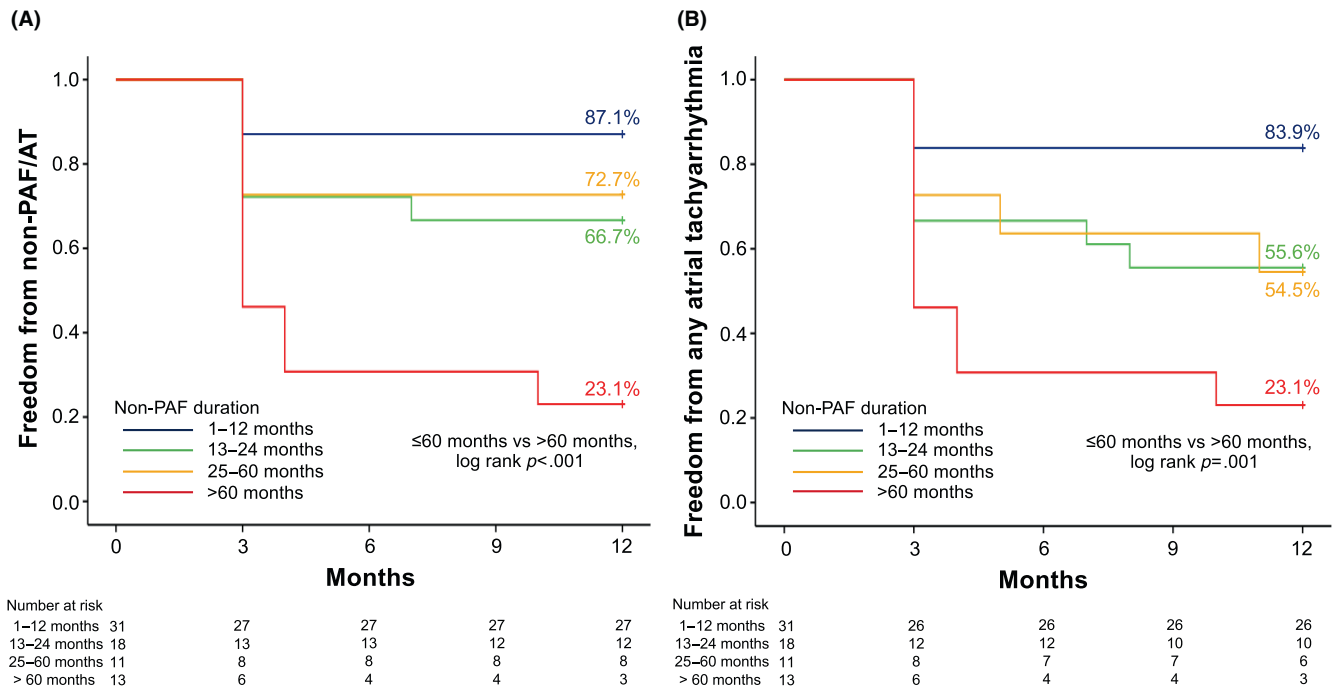 (A)
Freedom from non-PAF/AT
1.0
0.8
0.6
0.4
0.2
0.0
87.1%
72.7%
66.7%
23.1%
Non-PAF duration
1–12 months
13–24 months
25–60 months
>60 months
≤60 months vs >60 months,
log rank p<.001
0 3 6 9 12
Months
Number at risk
1–12 months 31 27 27 27 27
13–24 months 18 13 13 12 12
25–60 months 11 8 8 8 8
> 60 months 13 6 4 4 3
(B)
Freedom from any atrial tachyarrhythmia
1.0
0.8
0.6
0.4
0.2
0.0
83.9%
55.6%
54.5%
23.1%
Non-PAF duration
1–12 months
13–24 months
25–60 months
>60 months
≤60 months vs >60 months,
log rank p=.001
0 3 6 9 12
Months
Number at risk
1–12 months 31 26 26 26 26
13–24 months 18 12 12 10 10
25–60 months 11 8 7 7 6
> 60 months 13 6 4 4 3